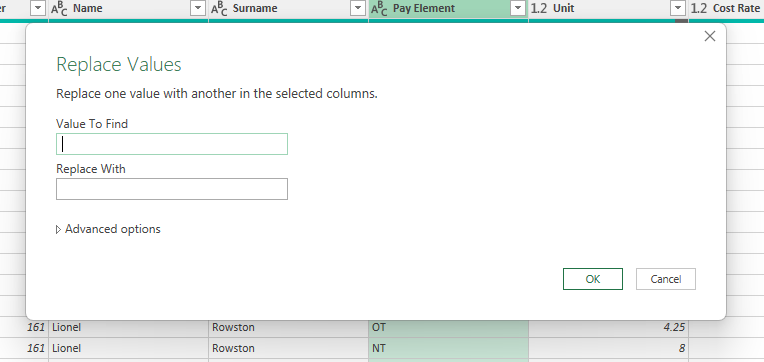 er ABC Name ABC Surname ABC Pay Element 1.2 Unit 1.2 Cost Rate
Replace Values
Replace one value with another in the selected columns.
Value To Find
Replace With
Advanced options
OK Cancel
161 Lionel Rowston OT 4.25
161 Lionel Rowston NT 8